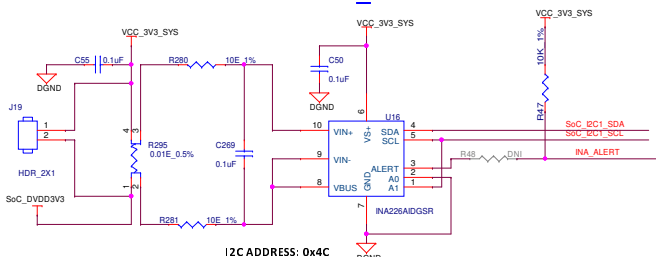 VCC_3V3_SYS
VCC_3V3_SYS
VCC_3V3_SYS
C55
0.1uF
DGND
R280
10E_1%
C50
0.1uF
DGND
10K_1%
R47
J19
1
2
HDR_2X1
4
3
R295
0.01E_0.5%
1
2
C269
0.1uF
6
U16
10
VIN+
VS+
SDA
4
SoC_I2C1_SDA
SCL
5
SoC_I2C1_SCL
9
VIN-
ALERT
3
R48
DNI
INA_ALERT
8
VBUS
GND
A0
2
A1
1
7
INA226AIDGSR
SoC_DVDD3V3
R281
10E_1%
I2C ADDRESS: 0x4C
DGND